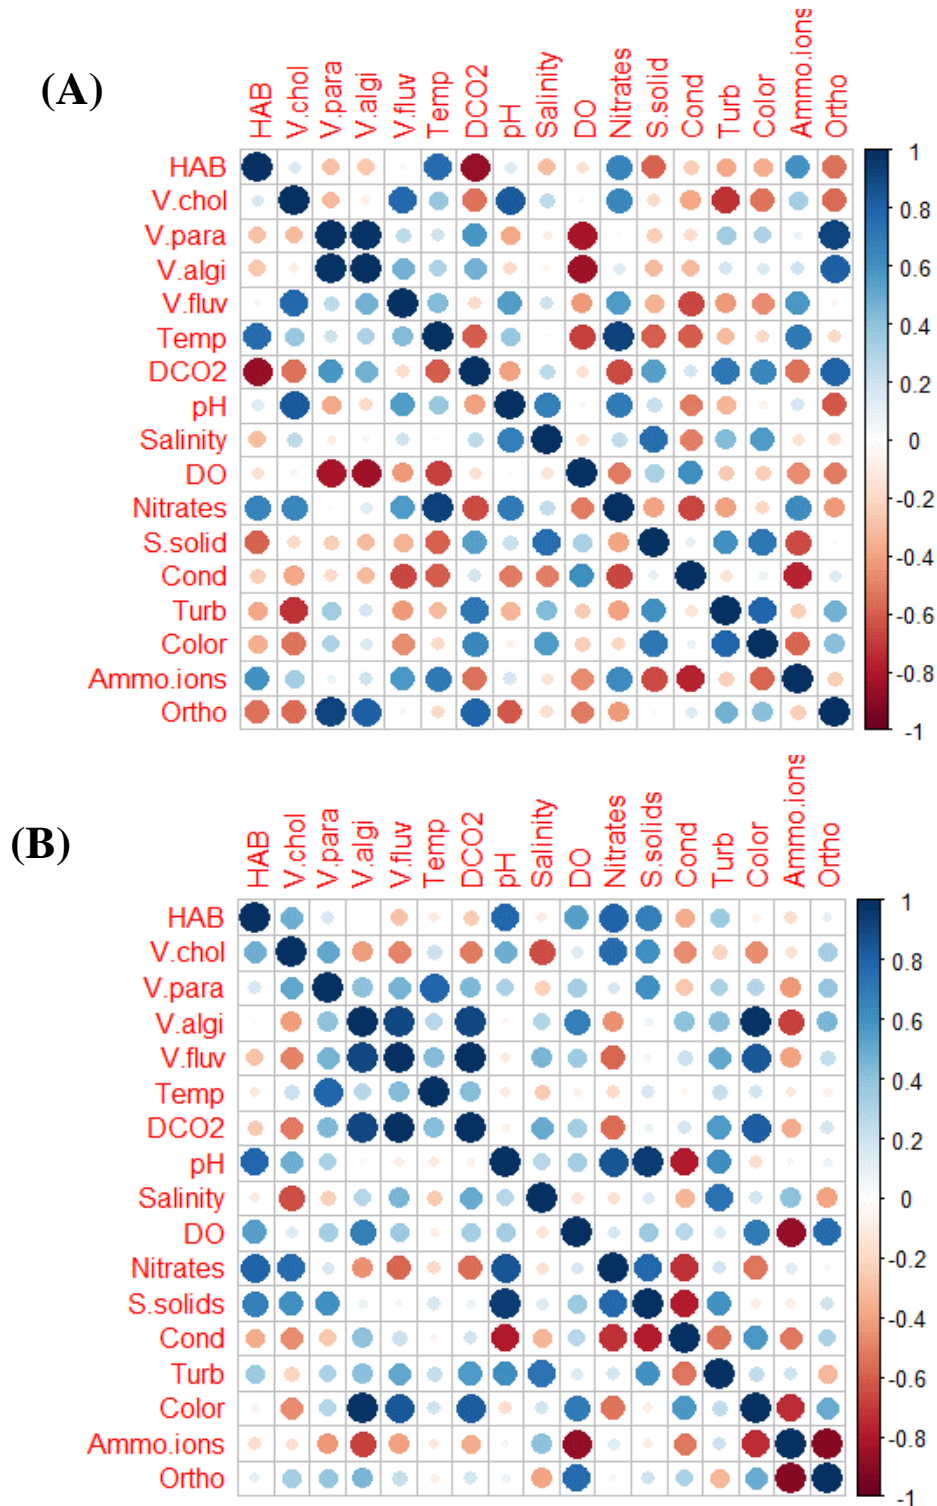 (A)
HAB V.chol V.para V.algi V.fluv Temp DCO2 pH Salinity DO Nitrates S.solid Cond Turb Color Ammo.ions Ortho
HAB
V.chol
V.para
V.algi
V.fluv
Temp
DCO2
pH
Salinity
DO
Nitrates
S.solid
Cond
Turb
Color
Ammo.ions
Ortho
1
0.8
0.6
0.4
0.2
0
-0.2
-0.4
-0.6
-0.8
-1
(B)
HAB V.chol V.para V.algi V.fluv Temp DCO2 pH Salinity DO Nitrates S.solids Cond Turb Color Ammo.ions Ortho
HAB
V.chol
V.para
V.algi
V.fluv
Temp
DCO2
pH
Salinity
DO
Nitrates
S.solids
Cond
Turb
Color
Ammo.ions
Ortho
1
0.8
0.6
0.4
0.2
0
-0.2
-0.4
-0.6
-0.8
-1